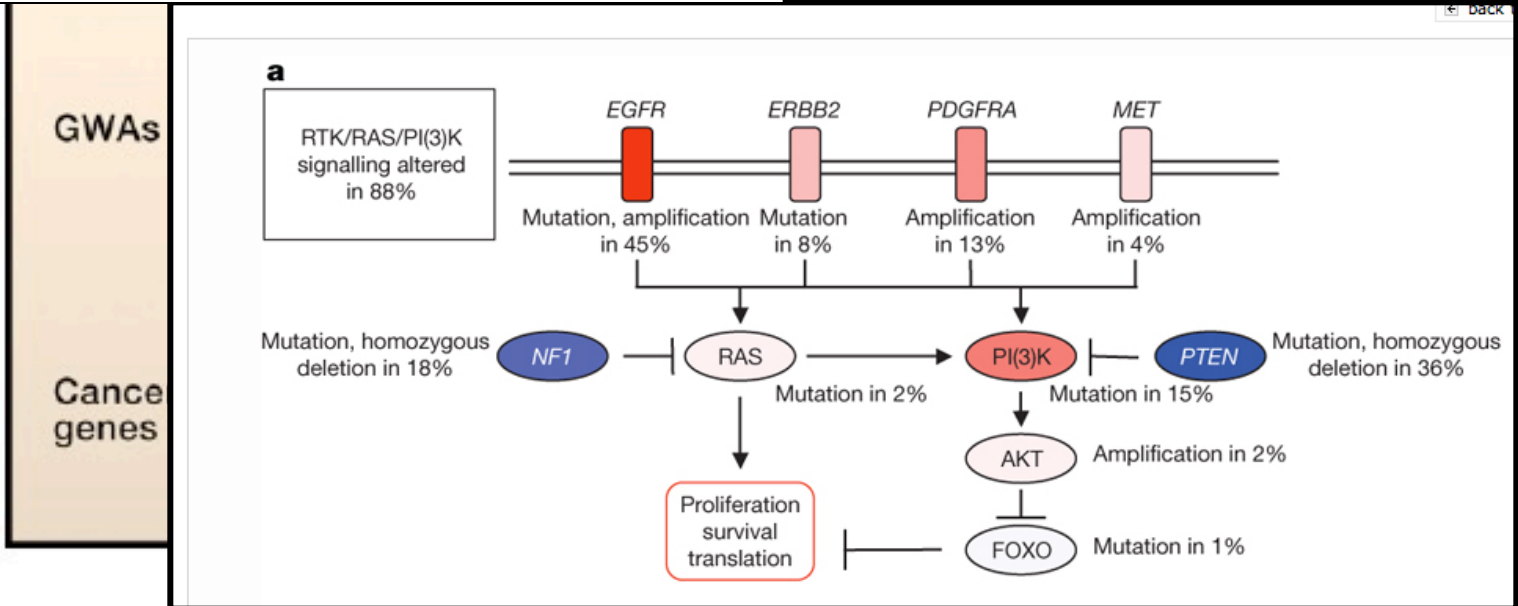 back
GWAs
Cance
genes
a
RTK/RAS/PI(3)K
signalling altered
in 88%
EGFR
ERBB2
PDGFRA
MET
Mutation, amplification
in 45%
Mutation
in 8%
Amplification
in 13%
Amplification
in 4%
Mutation, homozygous
deletion in 18%
NF1
RAS
PI(3)K
PTEN
Mutation, homozygous
deletion in 36%
Mutation in 2%
Mutation in 15%
AKT
Amplification in 2%
Proliferation
survival
translation
FOXO
Mutation in 1%